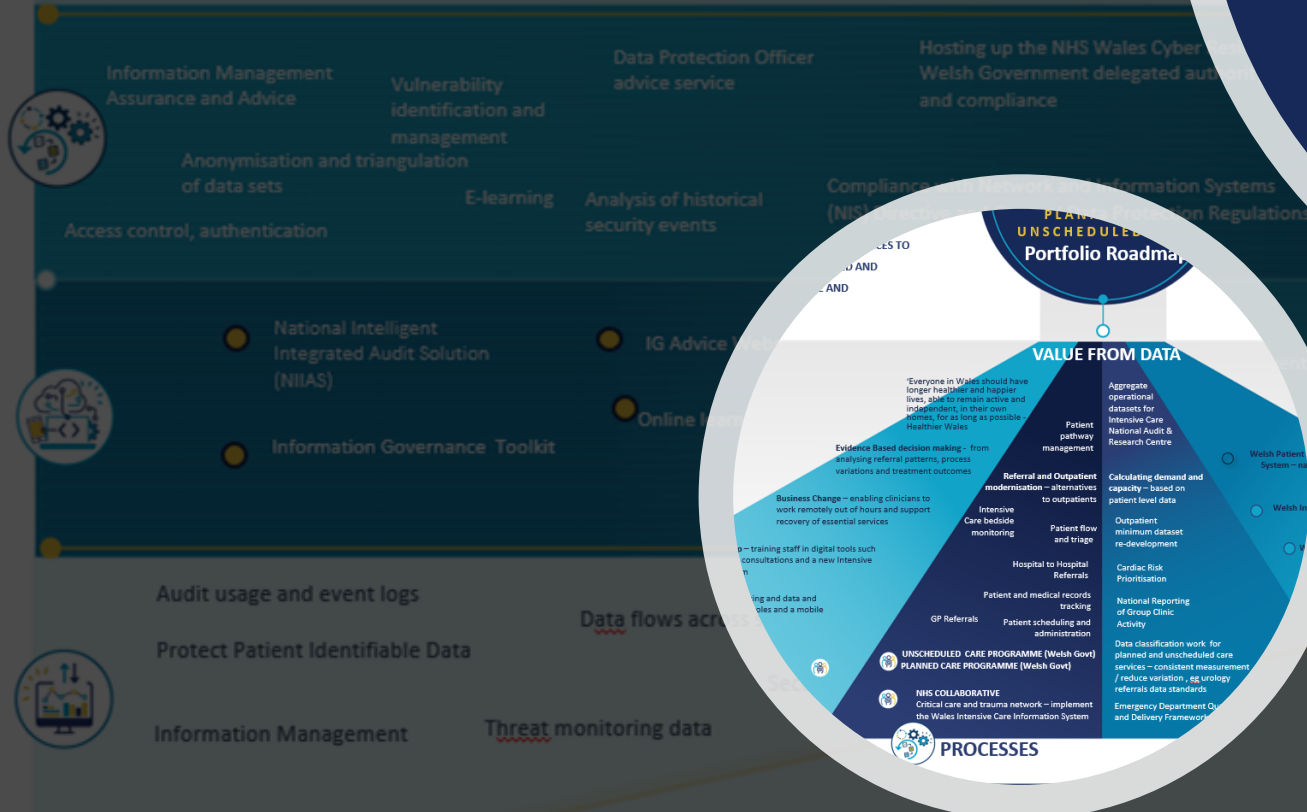 Information Management
Assurance and Advice
Vulnerability
identification and
management
Data Protection Officer
advice service
Hosting up the NHS Wales Cyber
Welsh Government delegated
and compliance
Anonymisation and triangulation
of data sets
E-learning
Analysis of historical
security events
Compliance with Network and Information Systems
(NIS) Protection Regulations
Access control, authentication
National Intelligent
Integrated Audit Solution
(NIIAS)
IG Advice
Information Governance Toolkit
Online
Audit usage and event logs
Protect Patient Identifiable Data
Data flows across
Information Management
Threat monitoring data
UNSCHEDULED
Portfolio Roadmap
TO
AND
AND
VALUE FROM DATA
'Everyone in Wales should have
longer healthier and happier
lives, able to remain active and
independent, in their own
homes, for as long as possible -
Healthier Wales
Evidence Based decision making - from
analysing referral patterns, process
variations and treatment outcomes
Business Change – enabling clinicians to
work remotely out of hours and support
recovery of essential services
– training staff in digital tools such
consultations and a new Intensive
and data and
and a mobile
Patient
pathway
management
Referral and Outpatient
modernisation – alternatives
to outpatients
Intensive
Care bedside
monitoring
Patient flow
and triage
Hospital to Hospital
Referrals
Patient and medical records
tracking
GP Referrals
Patient scheduling and
administration
UNSCHEDULED CARE PROGRAMME (Welsh Govt)
PLANNED CARE PROGRAMME (Welsh Govt)
NHS COLLABORATIVE
Critical care and trauma network – implement
the Wales Intensive Care Information System
Aggregate
operational
datasets for
Intensive Care
National Audit &
Research Centre
Calculating demand and
capacity – based on
patient level data
Outpatient
minimum dataset
re-development
Cardiac Risk
Prioritisation
National Reporting
of Group Clinic
Activity
Data classification work for
planned and unscheduled care
services – consistent measurement
/ reduce variation , eg urology
referrals data standards
Emergency Department
and Delivery Framework
Welsh Patient
System –
Welsh
PROCESSES